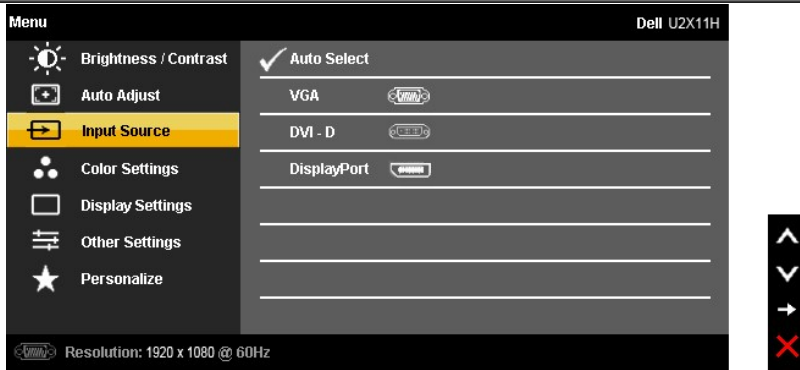 Menu
Dell U2X11H
Brightness / Contrast
Auto Adjust
Input Source
Color Settings
Display Settings
Other Settings
Personalize
Auto Select
VGA
DVI - D
DisplayPort
Resolution: 1920 x 1080 @ 60Hz